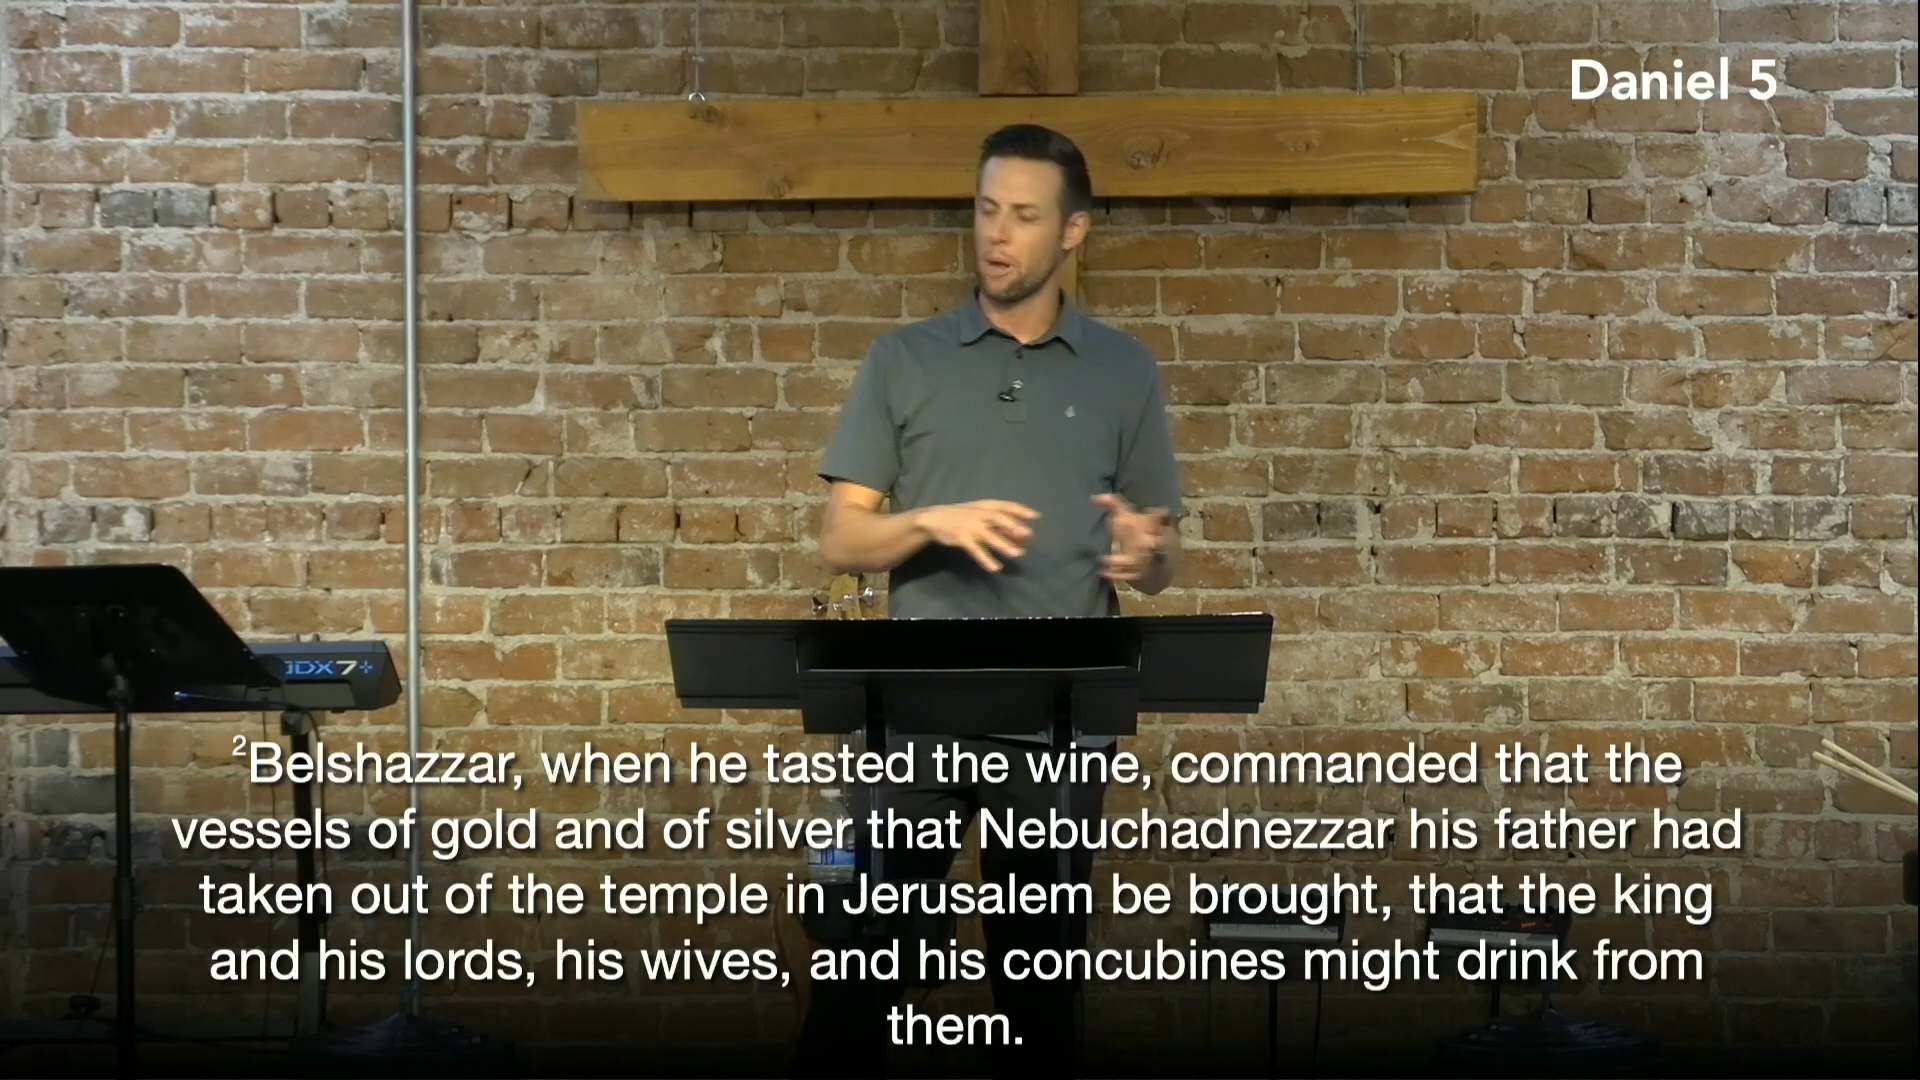 Daniel 5
DX7+
²Belshazzar, when he tasted the wine, commanded that the
vessels of gold and of silver that Nebuchadnezzar his father had
taken out of the temple in Jerusalem be brought, that the king
and his lords, his wives, and his concubines might drink from
them.